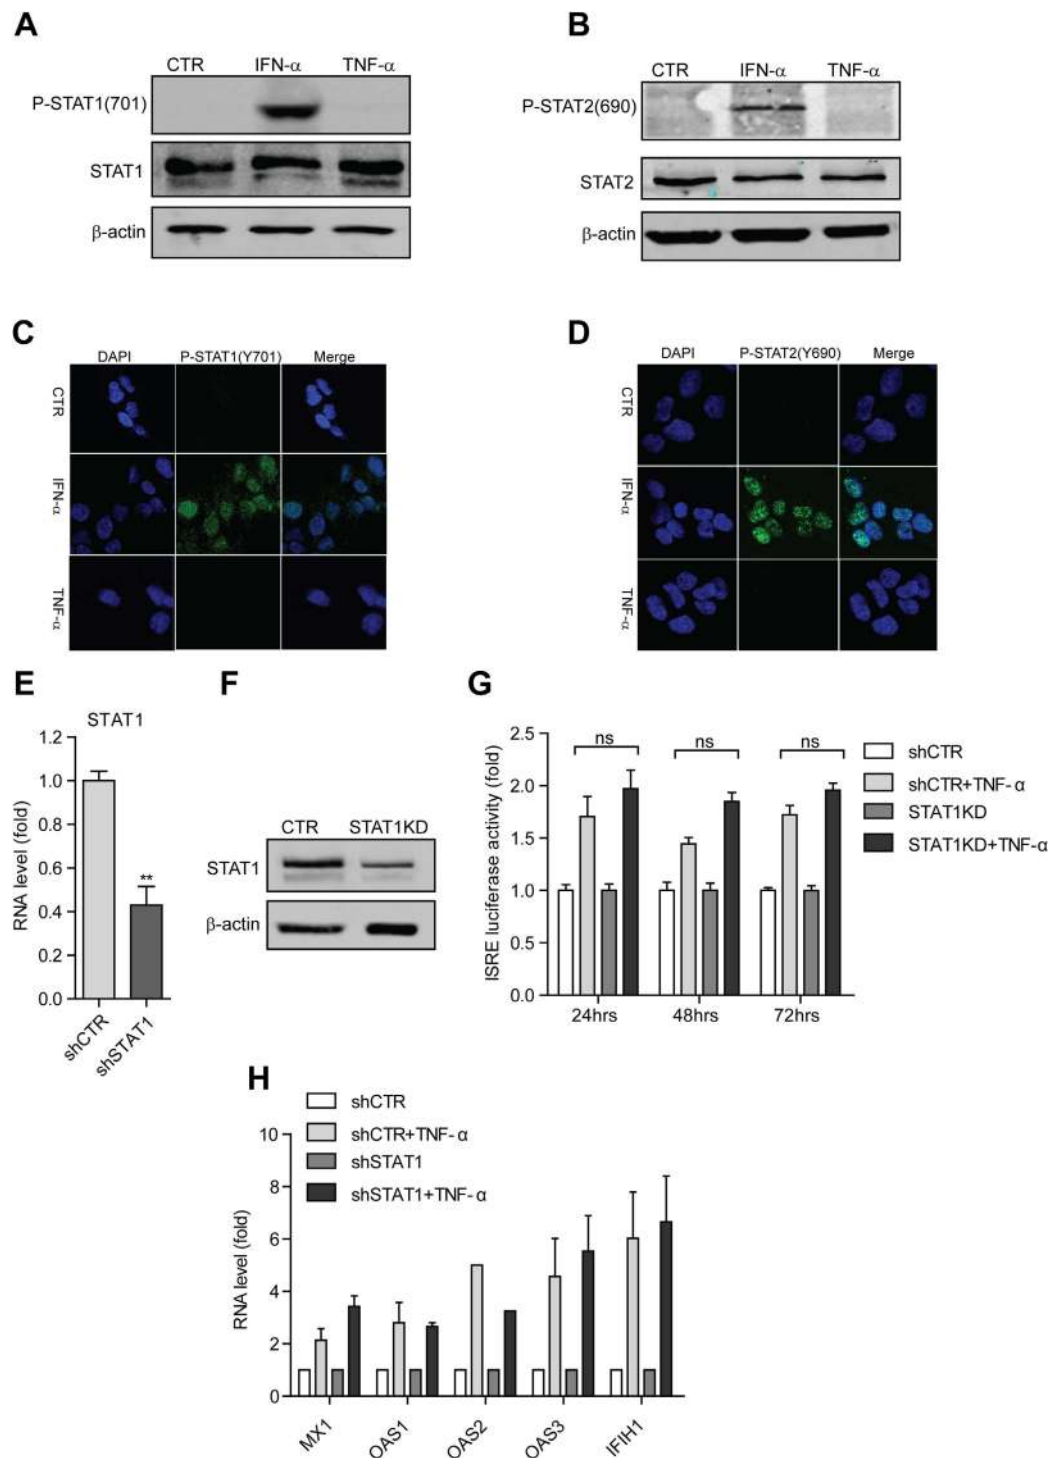 A
CTR IFN-α TNF-α
P-STAT1(701)
STAT1
β-actin
B
CTR IFN-α TNF-α
P-STAT2(690)
STAT2
β-actin
C
DAPI P-STAT1(Y701) Merge
CTR
IFN-α
TNF-α
D
DAPI P-STAT2(Y690) Merge
CTR
IFN-α
TNF-α
E
STAT1
RNA level (fold)
1.2
1.0
0.8
0.6
0.4
0.2
0.0
**
shCTR
shSTAT1
F
CTR STAT1KD
STAT1
β-actin
G
ISRE luciferase activity (fold)
2.5
2.0
1.5
1.0
0.5
0.0
ns ns ns
24hrs 48hrs 72hrs
shCTR
shCTR+TNF-α
STAT1KD
STAT1KD+TNF-α
H
shCTR
shCTR+TNF-α
shSTAT1
shSTAT1+TNF-α
RNA level (fold)
10
8
6
4
2
0
MX1
OAS1
OAS2
OAS3
IFIH1